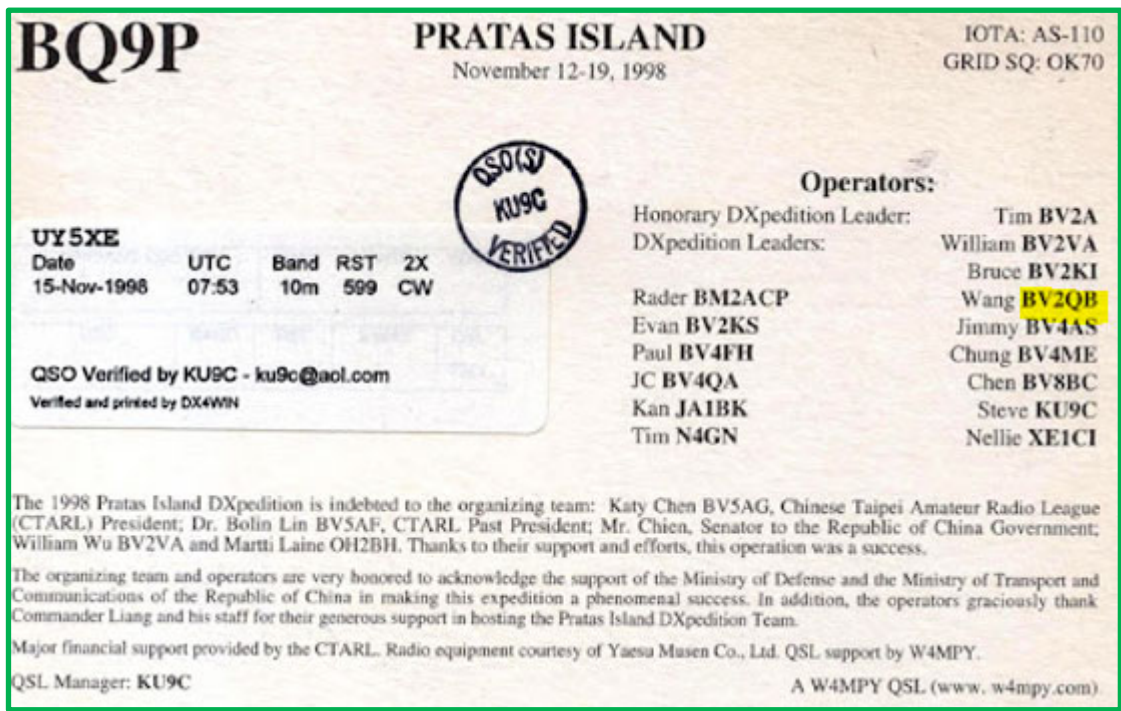 BQ9P
PRATAS ISLAND
November 12-19, 1998
IOTA: AS-110
GRID SQ: OK70
QSO(S)
KU9C
VERIFIED
UY5XE
Date UTC Band RST 2X
15-Nov-1998 07:53 10m 599 CW
QSO Verified by KU9C - ku9c@aol.com
Verified and printed by DX4WIN
Operators:
Honorary DXpedition Leader: Tim BV2A
DXpedition Leaders: William BV2VA
Bruce BV2KI
Rader BM2ACP Wang BV2QB
Evan BV2KS Jimmy BV4AS
Paul BV4FH Chung BV4ME
JC BV4QA Chen BV8BC
Kan JA1BK Steve KU9C
Tim N4GN Nellie XE1CI
The 1998 Pratas Island DXpedition is indebted to the organizing team: Katy Chen BV5AG, Chinese Taipei Amateur Radio League
(CTARL) President; Dr. Bolin Lin BV5AF, CTARL Past President; Mr. Chien, Senator to the Republic of China Government;
William Wu BV2VA and Martti Laine OH2BH. Thanks to their support and efforts, this operation was a success.
The organizing team and operators are very honored to acknowledge the support of the Ministry of Defense and the Ministry of Transport and
Communications of the Republic of China in making this expedition a phenomenal success. In addition, the operators graciously thank
Commander Liang and his staff for their generous support in hosting the Pratas Island DXpedition Team.
Major financial support provided by the CTARL. Radio equipment courtesy of Yaesu Musen Co., Ltd. QSL support by W4MPY.
QSL Manager: KU9C
A W4MPY QSL (www. w4mpy.com)